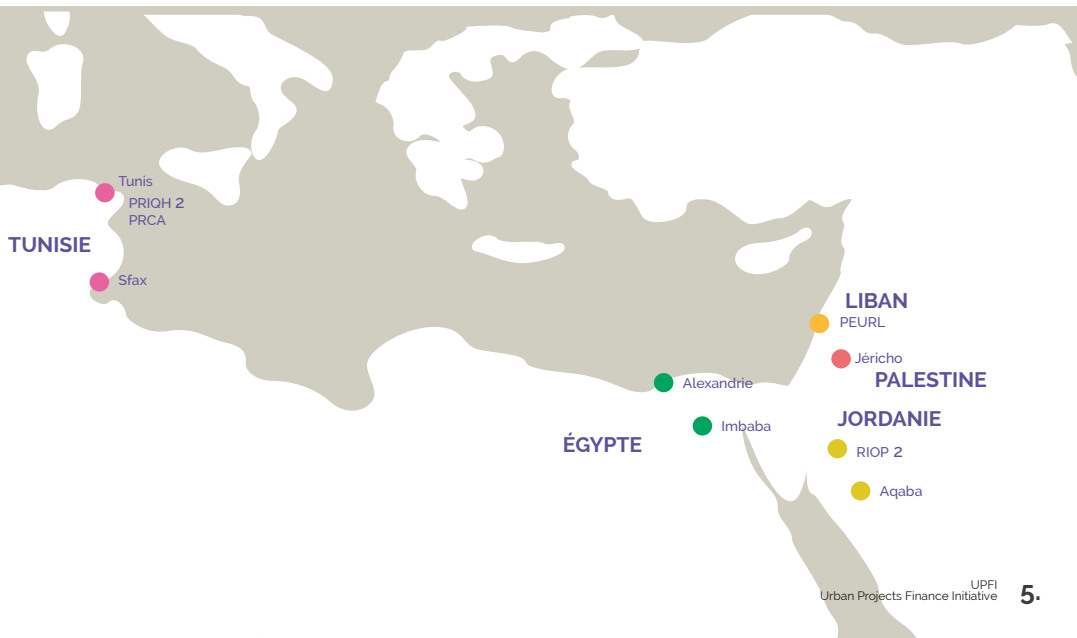 Tunis
PRIQH 2
PRCA
TUNISIE
Sfax
LIBAN
PEURL
Jéricho
PALESTINE
Alexandrie
JORDANIE
Imbaba
ÉGYPTE
RIOP 2
Aqaba
UPFI
Urban Projects Finance Initiative
5.